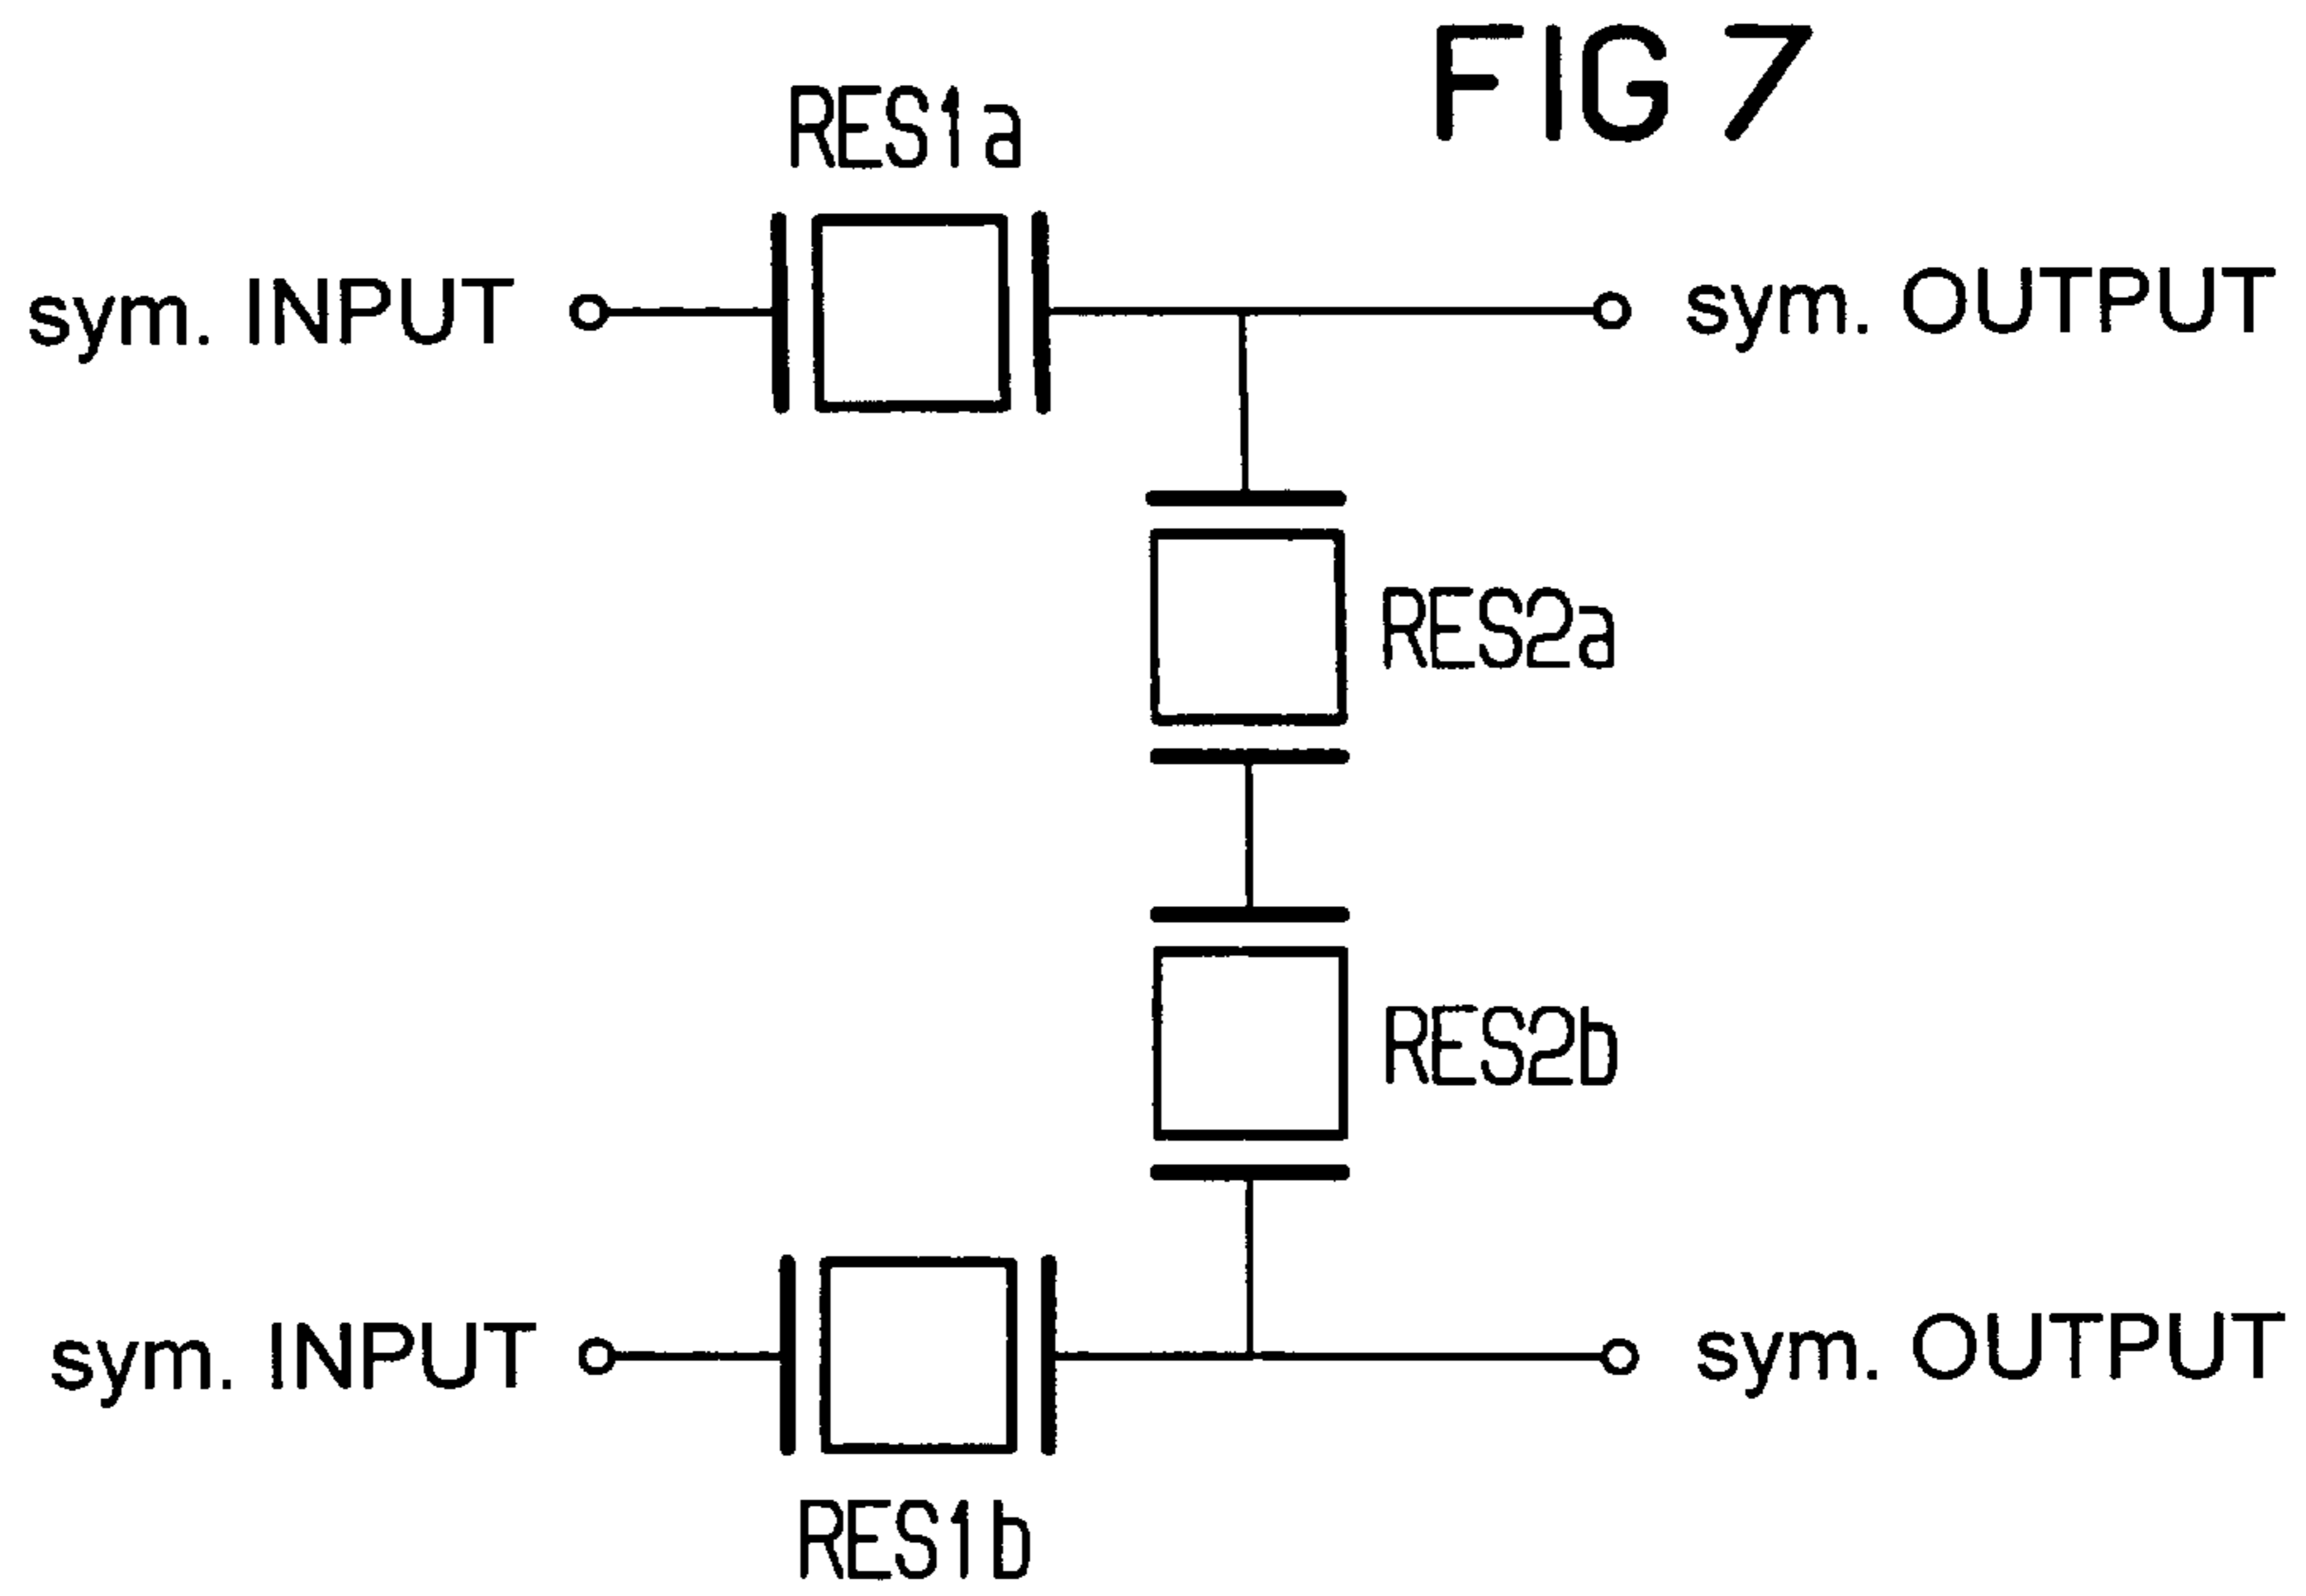 FIG 7
RES1a
sym. INPUT
sym. OUTPUT
RES2a
RES2b
sym. INPUT
sym. OUTPUT
RES1b